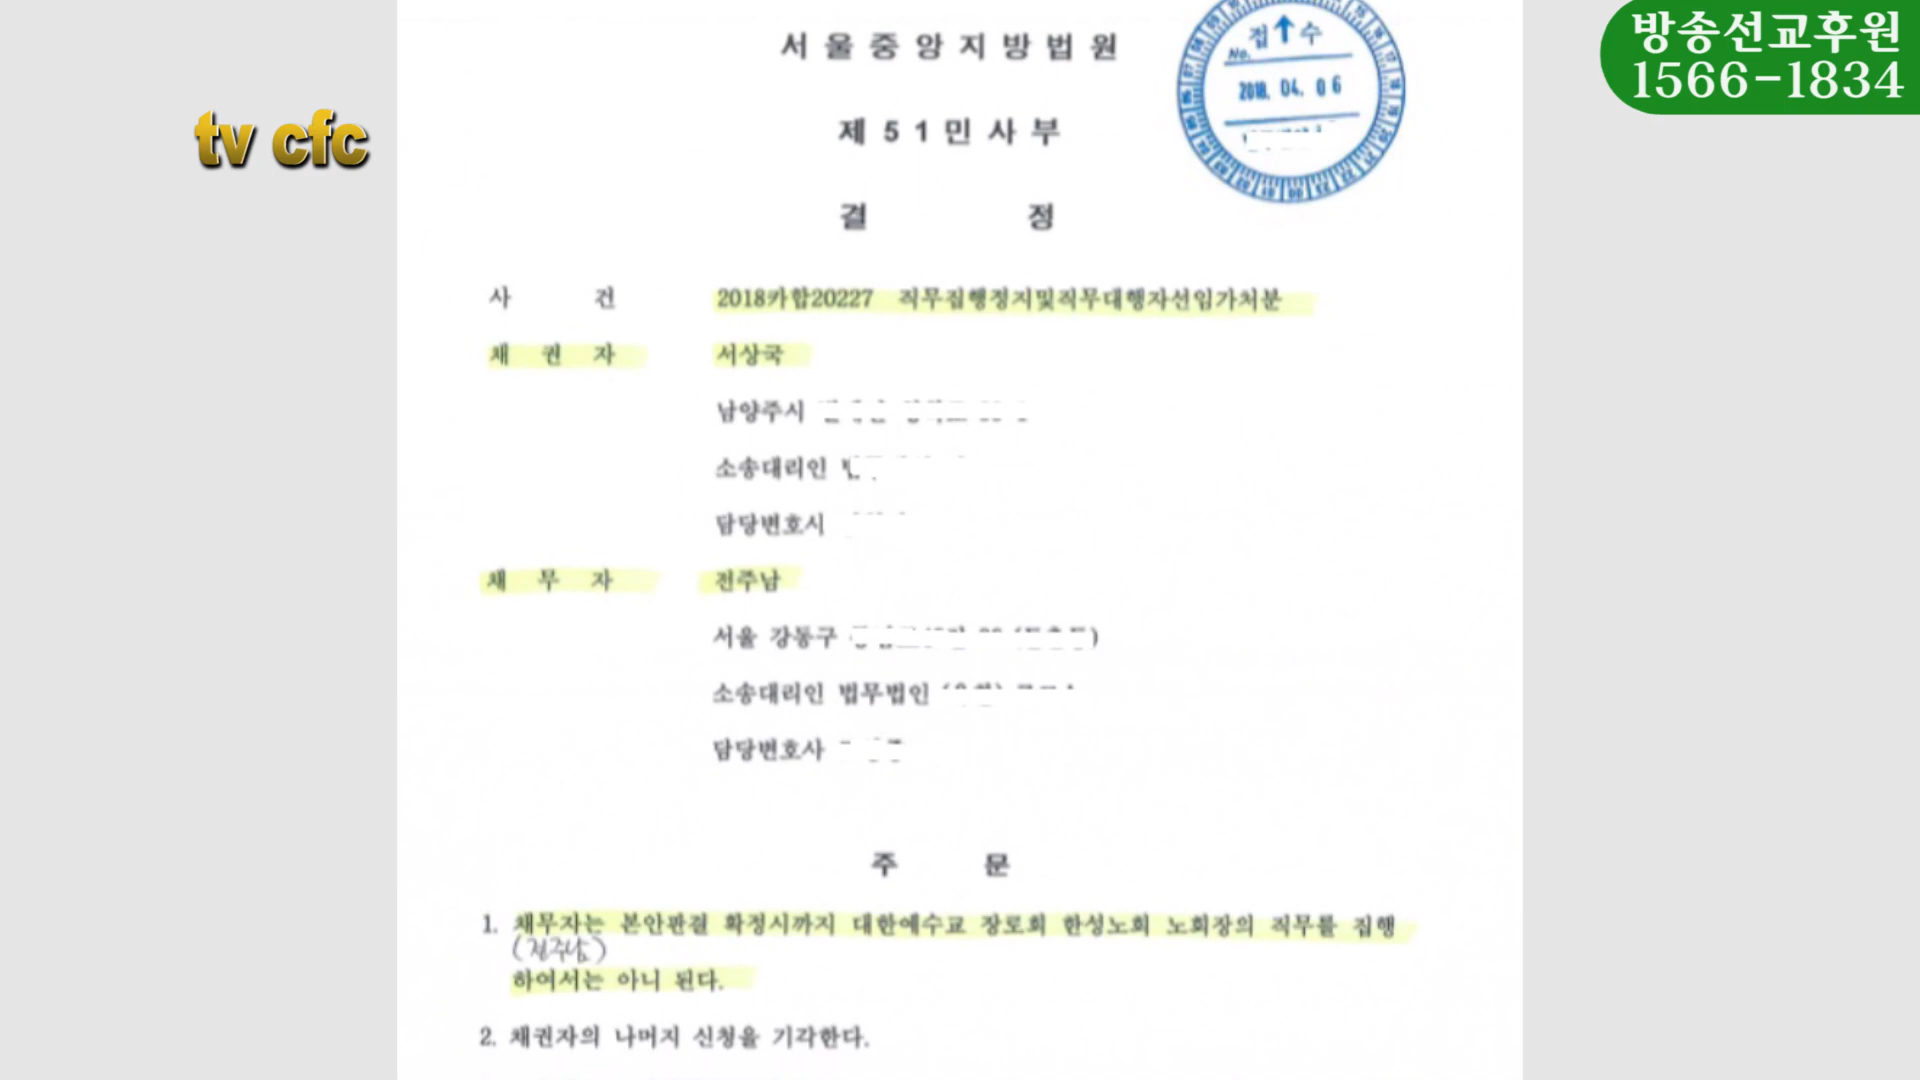 방송선교후원
1566-1834
tv cfc
서울중앙지방법원
접 수
No.
2018. 04. 06
제51민사부
결 정
사 건 2018카합20227 직무집행정지및직무대행자선임가처분
채 권 자 서상국
남양주시
소송대리인
담당변호사
채 무 자 전주남
서울 강동구
소송대리인 법무법인
담당변호사
주 문
1. 채무자는 본안판결 확정시까지 대한예수교 장로회 한성노회 노회장의 직무를 집행
(전주남)
하여서는 아니 된다.
2. 채권자의 나머지 신청을 기각한다.